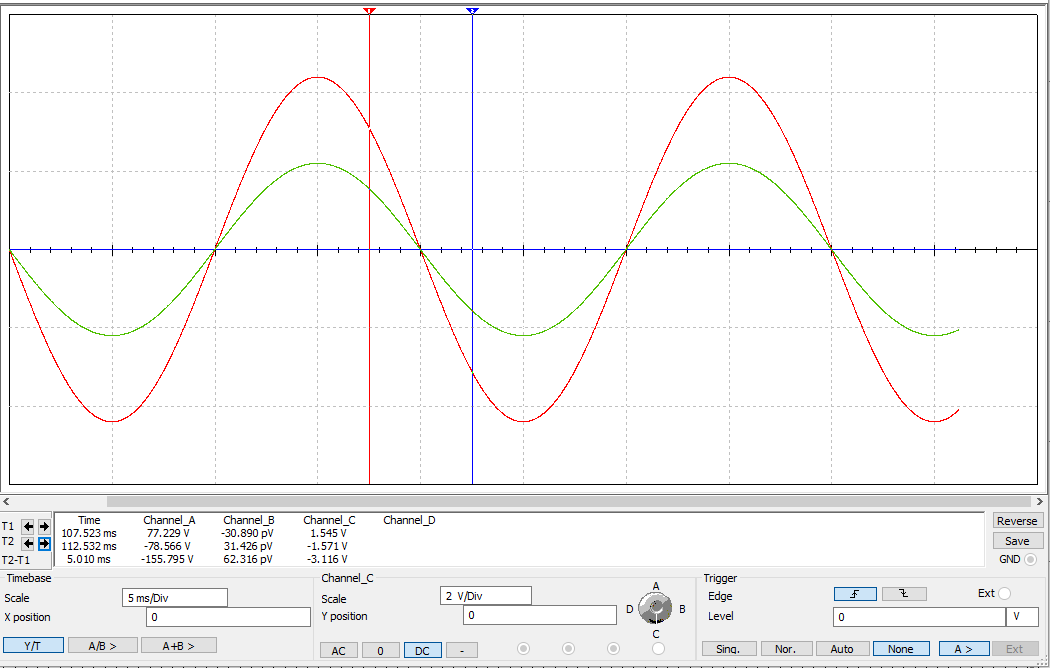 1
2
T1
T2
T2-T1
Time Channel_A Channel_B Channel_C Channel_D
107.523 ms 77.229 V -30.890 pV 1.545 V
112.532 ms -78.566 V 31.426 pV -1.571 V
5.010 ms -155.795 V 62.316 pV -3.116 V
Reverse
Save
GND
Timebase
Scale 5 ms/Div
X position 0
Y/T A/B > A+B >
Channel_C
Scale 2 V/Div
Y position 0
A
D B
C
AC 0 DC -
Trigger
Edge Ext
Level 0 V
Sing. Nor. Auto None A > Ext